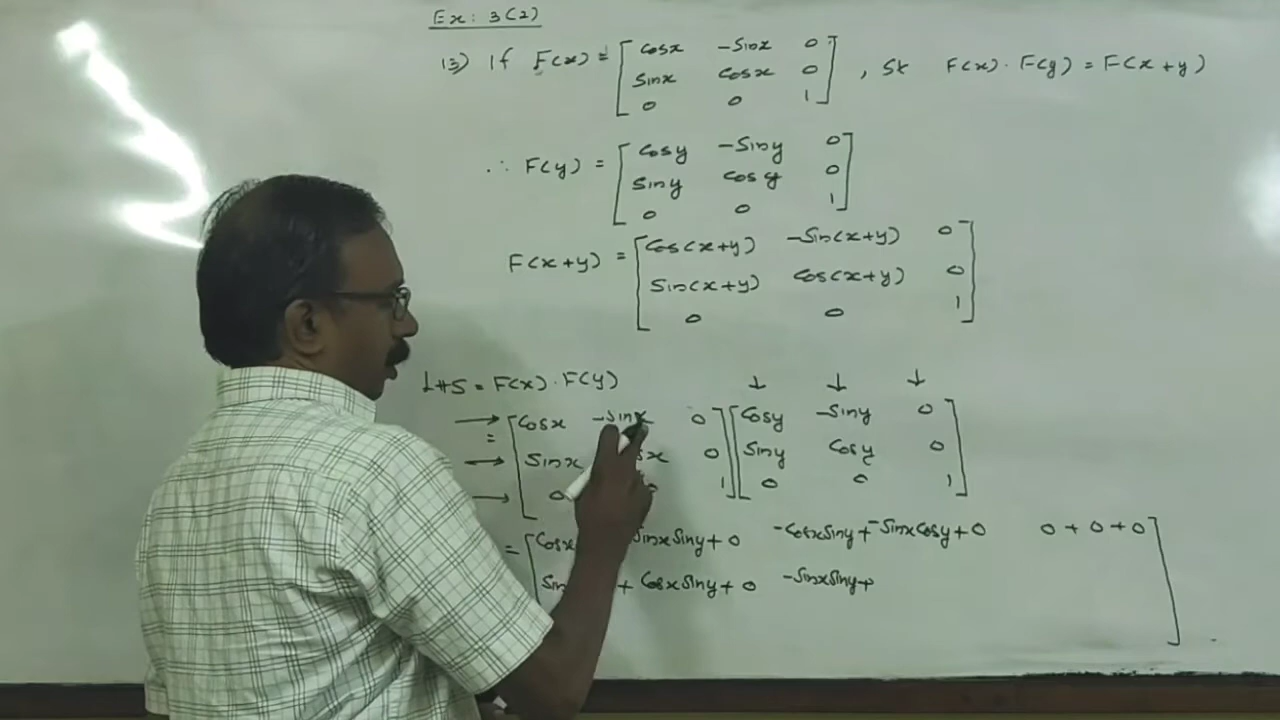 Ex: 3(2)
13) If F(x) = [ cosx -sinx 0 , ST F(x) · F(y) = F(x+y)
sinx cosx 0
0 0 1 ]
∴ F(y) = [ cosy -siny 0
siny cosy 0
0 0 1 ]
F(x+y) = [ cos(x+y) -sin(x+y) 0
sin(x+y) cos(x+y) 0
0 0 1 ]
LHS = F(x) · F(y) ↓ ↓ ↓
→ [ cosx -sinx 0 ] [ cosy -siny 0 ]
=
→ sinx 0 siny cosy 0
→ 0 1 0 0 1
= [ cosx sinxsiny + 0 -cosxsiny + -sinxcosy + 0 0 + 0 + 0 ]
+ cosxsiny + 0 -sinxsiny +